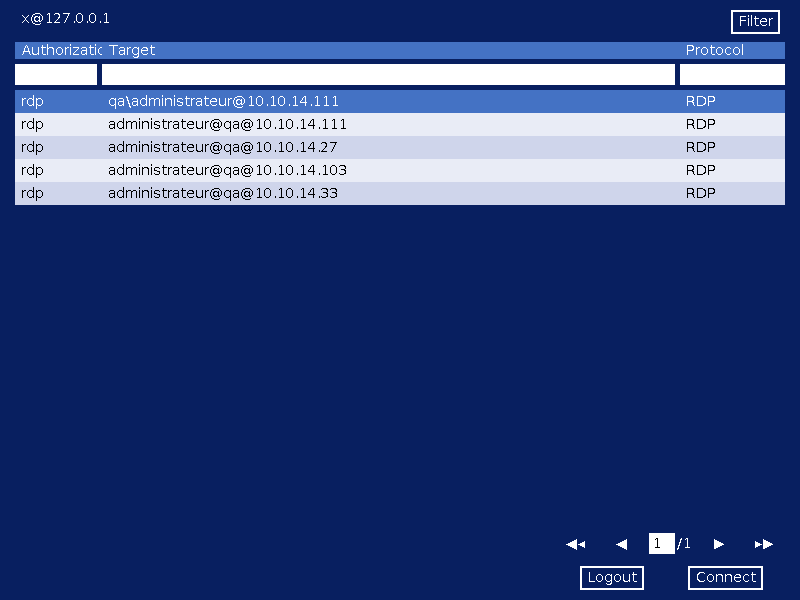 x@127.0.0.1
Filter
Authorizatic Target Protocol
rdp qa\administrateur@10.10.14.111 RDP
rdp administrateur@qa@10.10.14.111 RDP
rdp administrateur@qa@10.10.14.27 RDP
rdp administrateur@qa@10.10.14.103 RDP
rdp administrateur@qa@10.10.14.33 RDP
1 /1
Logout Connect